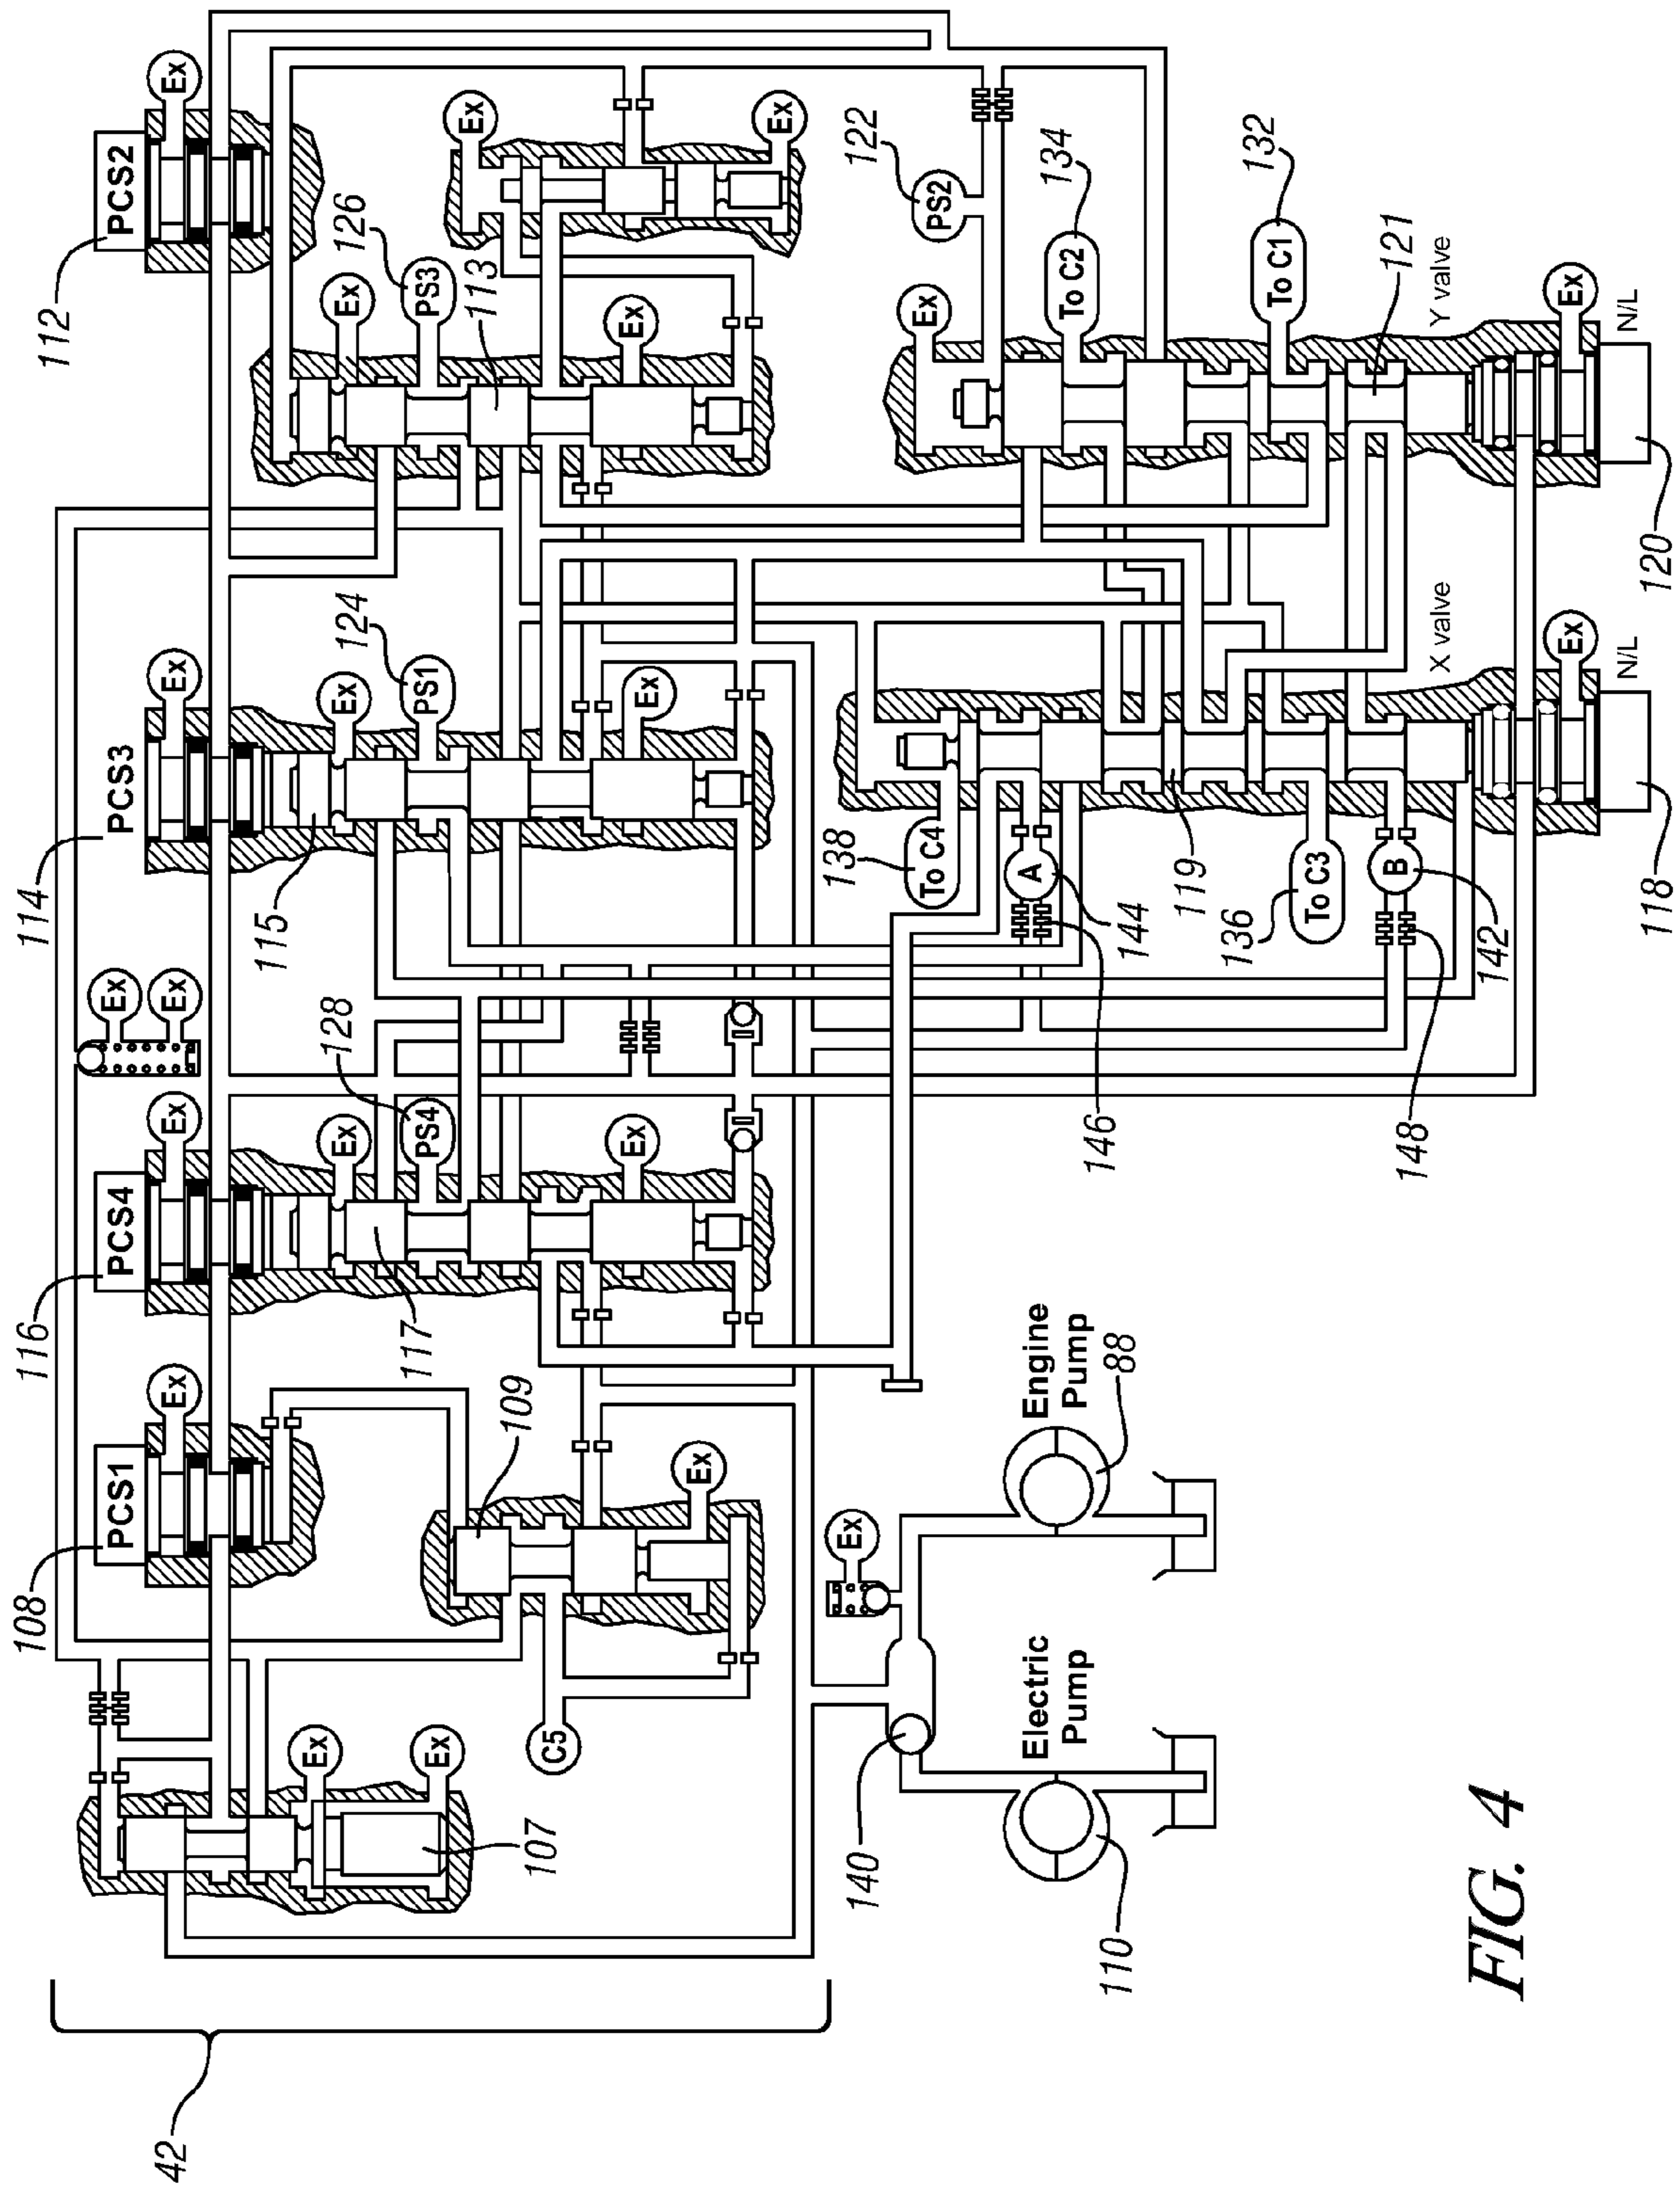 42
108
PCS1
Ex
116
PCS4
Ex
Ex
Ex
114
PCS3
Ex
112
PCS2
Ex
107
Ex
Ex
C5
109
Ex
117
128
PS4
Ex
Ex
115
124
PS1
Ex
Ex
113
126
PS3
Ex
Ex
Ex
Ex
110
Electric
Pump
140
Ex
Engine
Pump
88
138
To C4
A
144
146
119
136
To C3
B
142
148
X valve
Ex
N/L
118
122
PS2
Ex
To C2
134
To C1
132
121
Y valve
Ex
N/L
120
FIG. 4